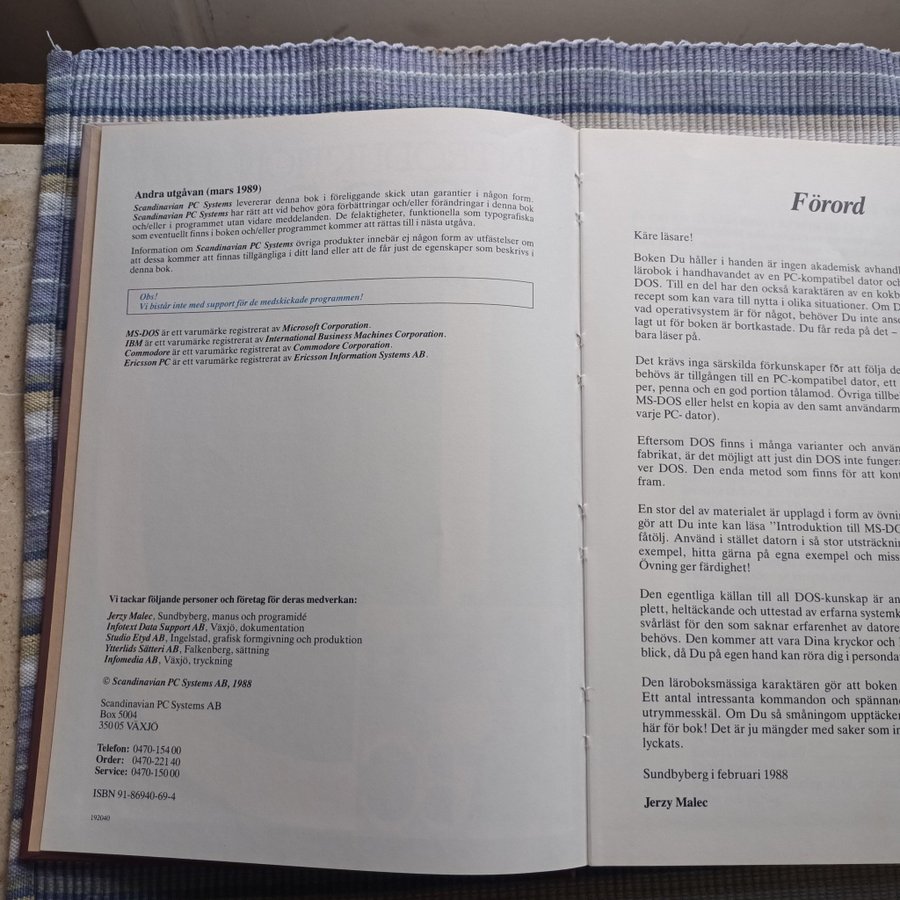 Andra utgåvan (mars 1989)
Scandinavian PC Systems levererar denna bok i föreliggande skick utan garantier i någon form.
Scandinavian PC Systems har rätt att vid behov göra förbättringar och/eller förändringar i denna bok
och/eller i programmet utan vidare meddelanden. De felaktigheter, funktionella som typografiska
som eventuellt finns i boken och/eller programmet kommer att rättas till i nästa utgåva.
Information om Scandinavian PC Systems övriga produkter innebär ej någon form av utfästelser om
att dessa kommer att finnas tillgängliga i ditt land eller att de får just de egenskaper som beskrivs i
denna bok.
Obs!
Vi bistår inte med support för de medskickade programmen!
MS-DOS är ett varumärke registrerat av Microsoft Corporation.
IBM är ett varumärke registrerat av International Business Machines Corporation.
Commodore är ett varumärke registrerat av Commodore Corporation.
Ericsson PC är ett varumärke registrerat av Ericsson Information Systems AB.
Vi tackar följande personer och företag för deras medverkan:
Jerzy Malec, Sundbyberg, manus och programidé
Infotext Data Support AB, Växjö, dokumentation
Studio Etyd AB, Ingelstad, grafisk formgivning och produktion
Ytterlids Sätteri AB, Falkenberg, sättning
Infomedia AB, Växjö, tryckning
© Scandinavian PC Systems AB, 1988
Scandinavian PC Systems AB
Box 5004
350 05 VÄXJÖ
Telefon: 0470-154 00
Order: 0470-221 40
Service: 0470-150 00
ISBN 91-86940-69-4
192040
Förord
Käre läsare!
Boken Du håller i handen är ingen akademisk avhandl
lärobok i handhavandet av en PC-kompatibel dator och
DOS. Till en del har den också karaktären av en kokb
recept som kan vara till nytta i olika situationer. Om D
vad operativsystem är för något, behöver Du inte anse
lagt ut för boken är bortkastade. Du får reda på det –
bara läser på.
Det krävs inga särskilda förkunskaper för att följa de
behövs är tillgången till en PC-kompatibel dator, ett
per, penna och en god portion tålamod. Övriga tillbe
MS-DOS eller helst en kopia av den samt användarm
varje PC- dator).
Eftersom DOS finns i många varianter och använ
fabrikat, är det möjligt att just din DOS inte fungera
ver DOS. Den enda metod som finns för att kont
fram.
En stor del av materialet är upplagd i form av övnin
gör att Du inte kan läsa "Introduktion till MS-DO
fåtölj. Använd i stället datorn i så stor utsträckni
exempel, hitta gärna på egna exempel och miss
Övning ger färdighet!
Den egentliga källan till all DOS-kunskap är an
plett, heltäckande och uttestad av erfarna systemk
svårläst för den som saknar erfarenhet av datore
behövs. Den kommer att vara Dina kryckor och
blick, då Du på egen hand kan röra dig i persondat
Den läroboksmässiga karaktären gör att boken
Ett antal intressanta kommandon och spännand
utrymmesskäl. Om Du så småningom upptäcker
här för bok! Det är ju mängder med saker som in
lyckats.
Sundbyberg i februari 1988
Jerzy Malec